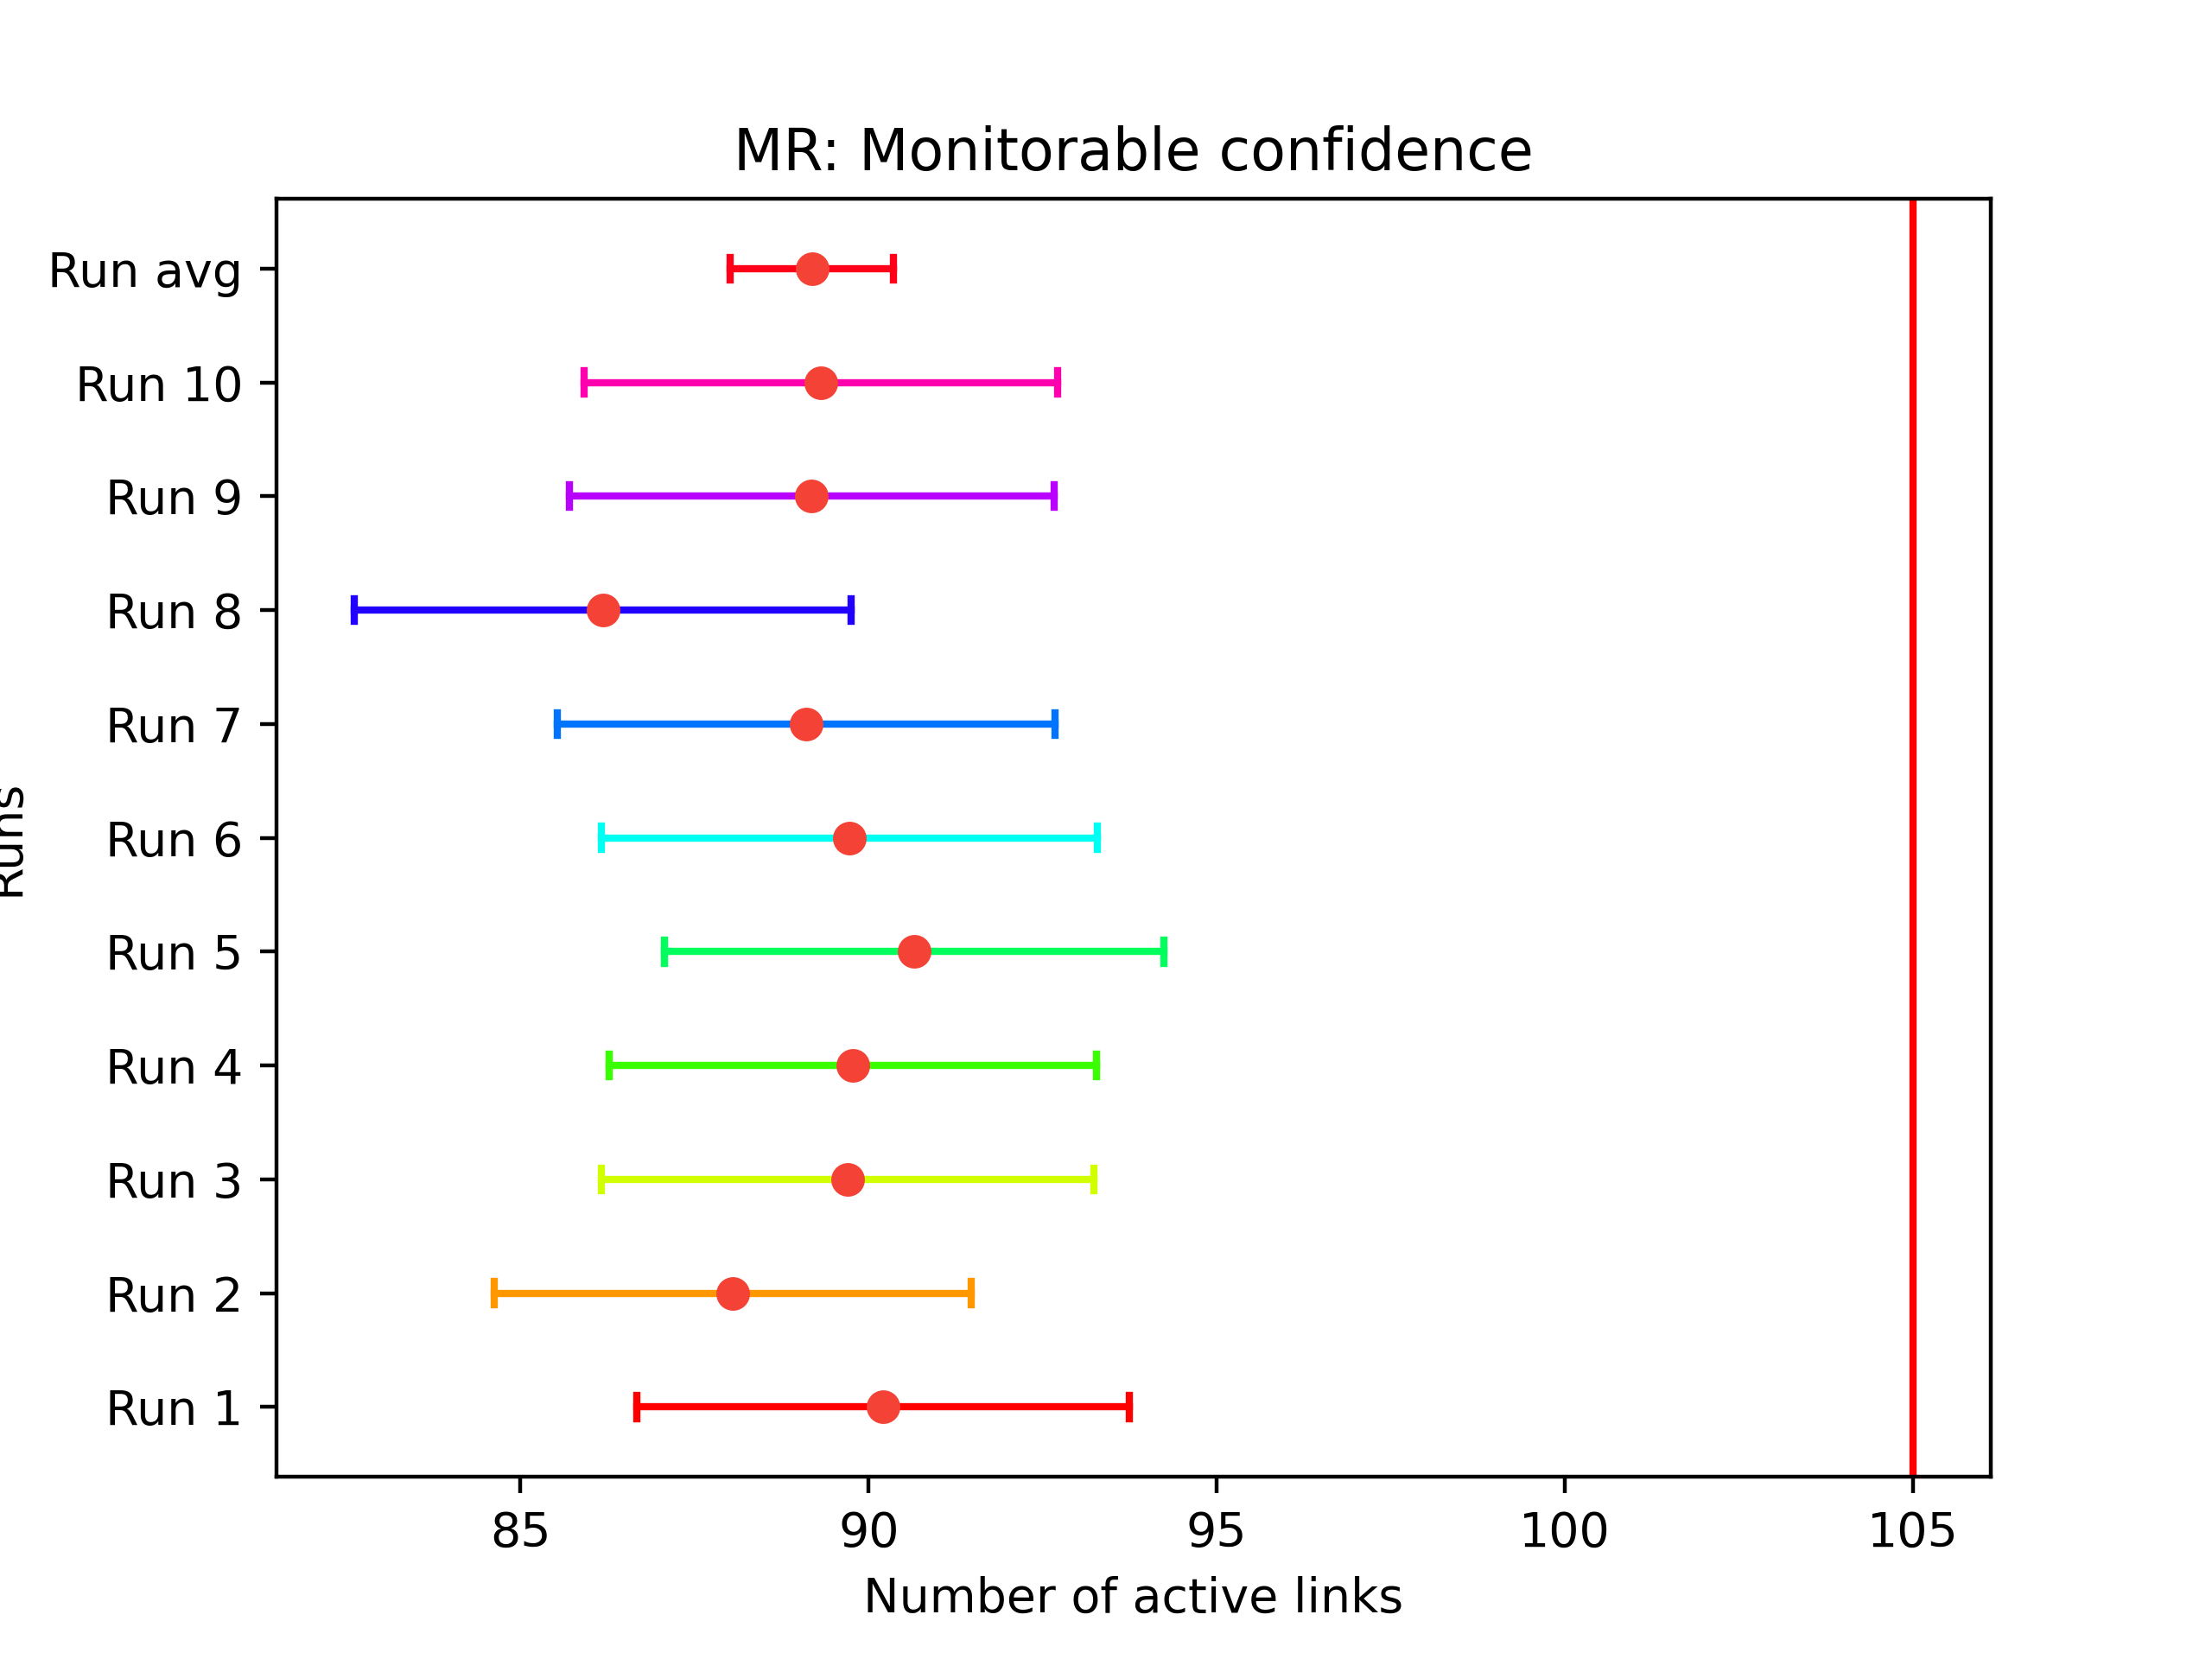 MR: Monitorable confidence
Run avg
Run 10
Run 9
Run 8
Run 7
Run 6
Run 5
Run 4
Run 3
Run 2
Run 1
Runs
85 90 95 100 105
Number of active links